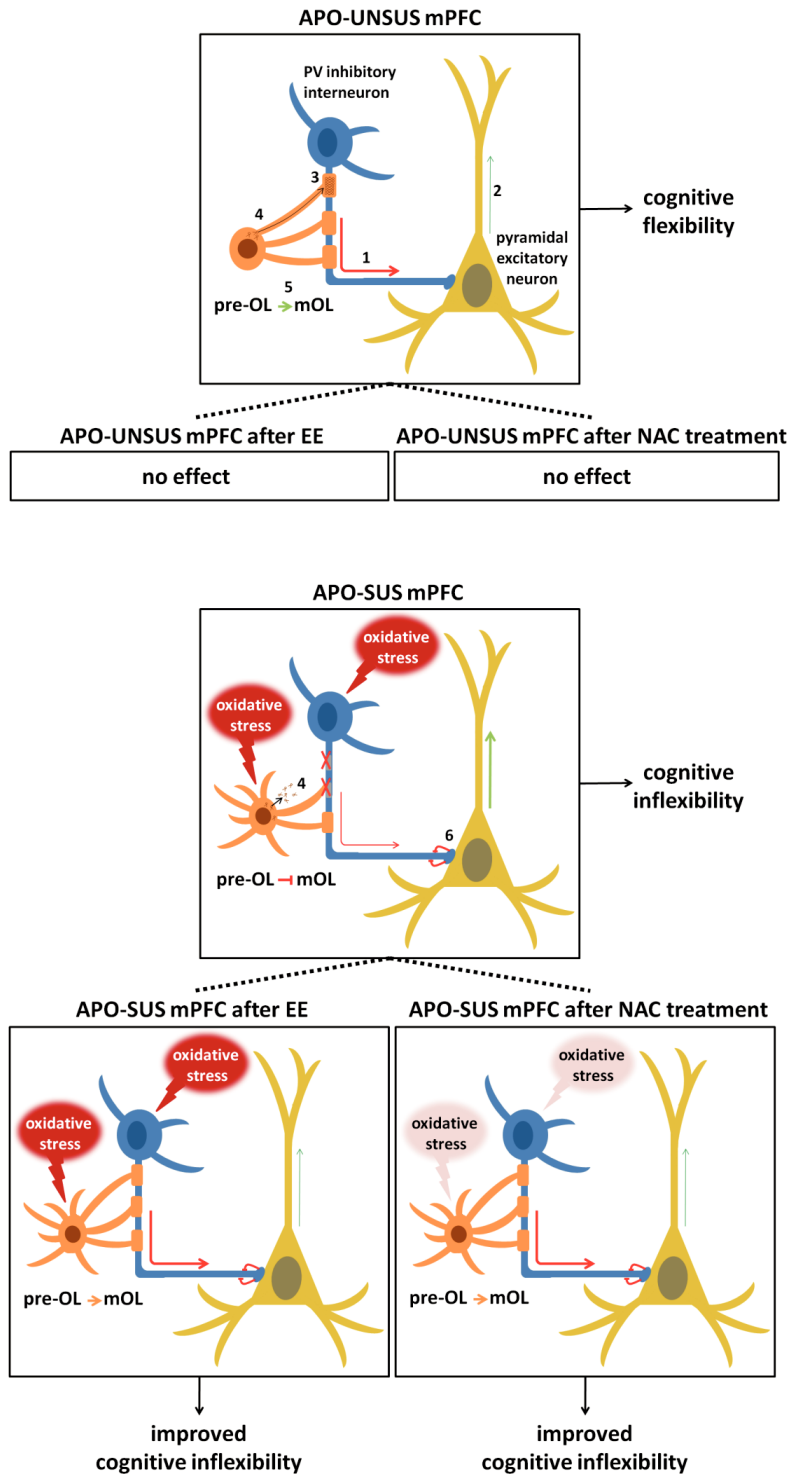 APO-UNSUS mPFC
PV inhibitory
interneuron
3
4
2
cognitive
flexibility
pyramidal
excitatory
neuron
1
5
pre-OL mOL
APO-UNSUS mPFC after EE
APO-UNSUS mPFC after NAC treatment
no effect
no effect
APO-SUS mPFC
oxidative
stress
oxidative
stress
4
cognitive
inflexibility
6
pre-OL mOL
APO-SUS mPFC after EE
APO-SUS mPFC after NAC treatment
oxidative
stress
oxidative
stress
oxidative
stress
oxidative
stress
pre-OL mOL
pre-OL mOL
improved
cognitive inflexibility
improved
cognitive inflexibility